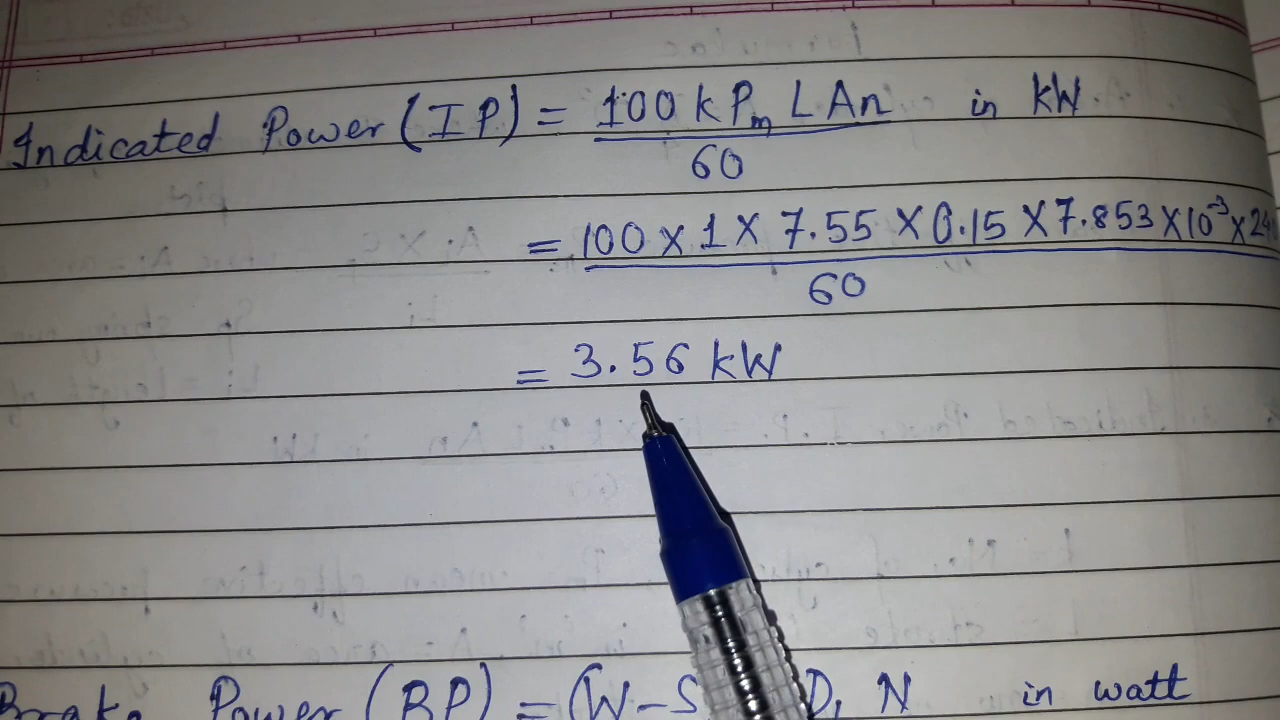 Indicated Power (IP) = 100 k Pm L A n in kW.
60
= 100 X 1 X 7.55 X 0.15 X 7.853 X 10⁻³ X 24
60
= 3.56 kW
Brake Power (BP) = (W-S D, N in watt